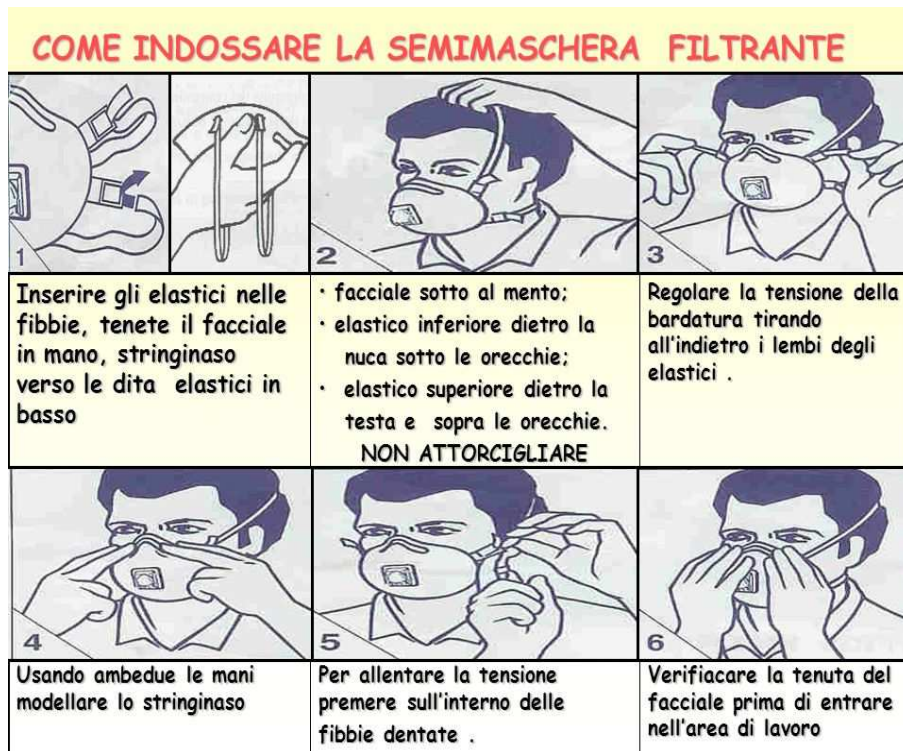 COME INDOSSARE LA SEMIMASCHERA FILTRANTE
1
2
3
Inserire gli elastici nelle
fibbie, tenete il facciale
in mano, stringinaso
verso le dita elastici in
basso
• facciale sotto al mento;
• elastico inferiore dietro la
nuca sotto le orecchie;
• elastico superiore dietro la
testa e sopra le orecchie.
NON ATTORCIGLIARE
Regolare la tensione della
bardatura tirando
all'indietro i lembi degli
elastici .
4
5
6
Usando ambedue le mani
modellare lo stringinaso
Per allentare la tensione
premere sull'interno delle
fibbie dentate .
Verifiacare la tenuta del
facciale prima di entrare
nell'area di lavoro